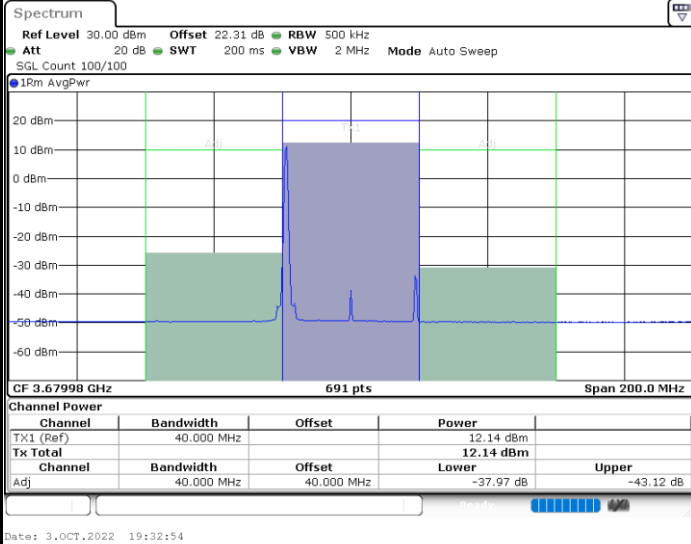 Spectrum
Ref Level 30.00 dBm Offset 22.31 dB RBW 500 kHz
Att 20 dB SWT 200 ms VBW 2 MHz Mode Auto Sweep
SGL Count 100/100
1Rm AvgPwr
20 dBm
TX1
Adj Adj
10 dBm
0 dBm
-10 dBm
-20 dBm
-30 dBm
-40 dBm
-50 dBm
-60 dBm
CF 3.67998 GHz 691 pts Span 200.0 MHz
Channel Power
Channel Bandwidth Offset Power
TX1 (Ref) 40.000 MHz 12.14 dBm
Tx Total 12.14 dBm
Channel Bandwidth Offset Lower Upper
Adj 40.000 MHz 40.000 MHz -37.97 dB -43.12 dB
Ready
Date: 3.OCT.2022 19:32:54